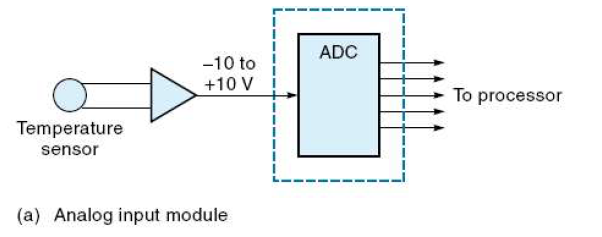 ADC
–10 to
+10 V
To processor
Temperature
sensor
(a) Analog input module